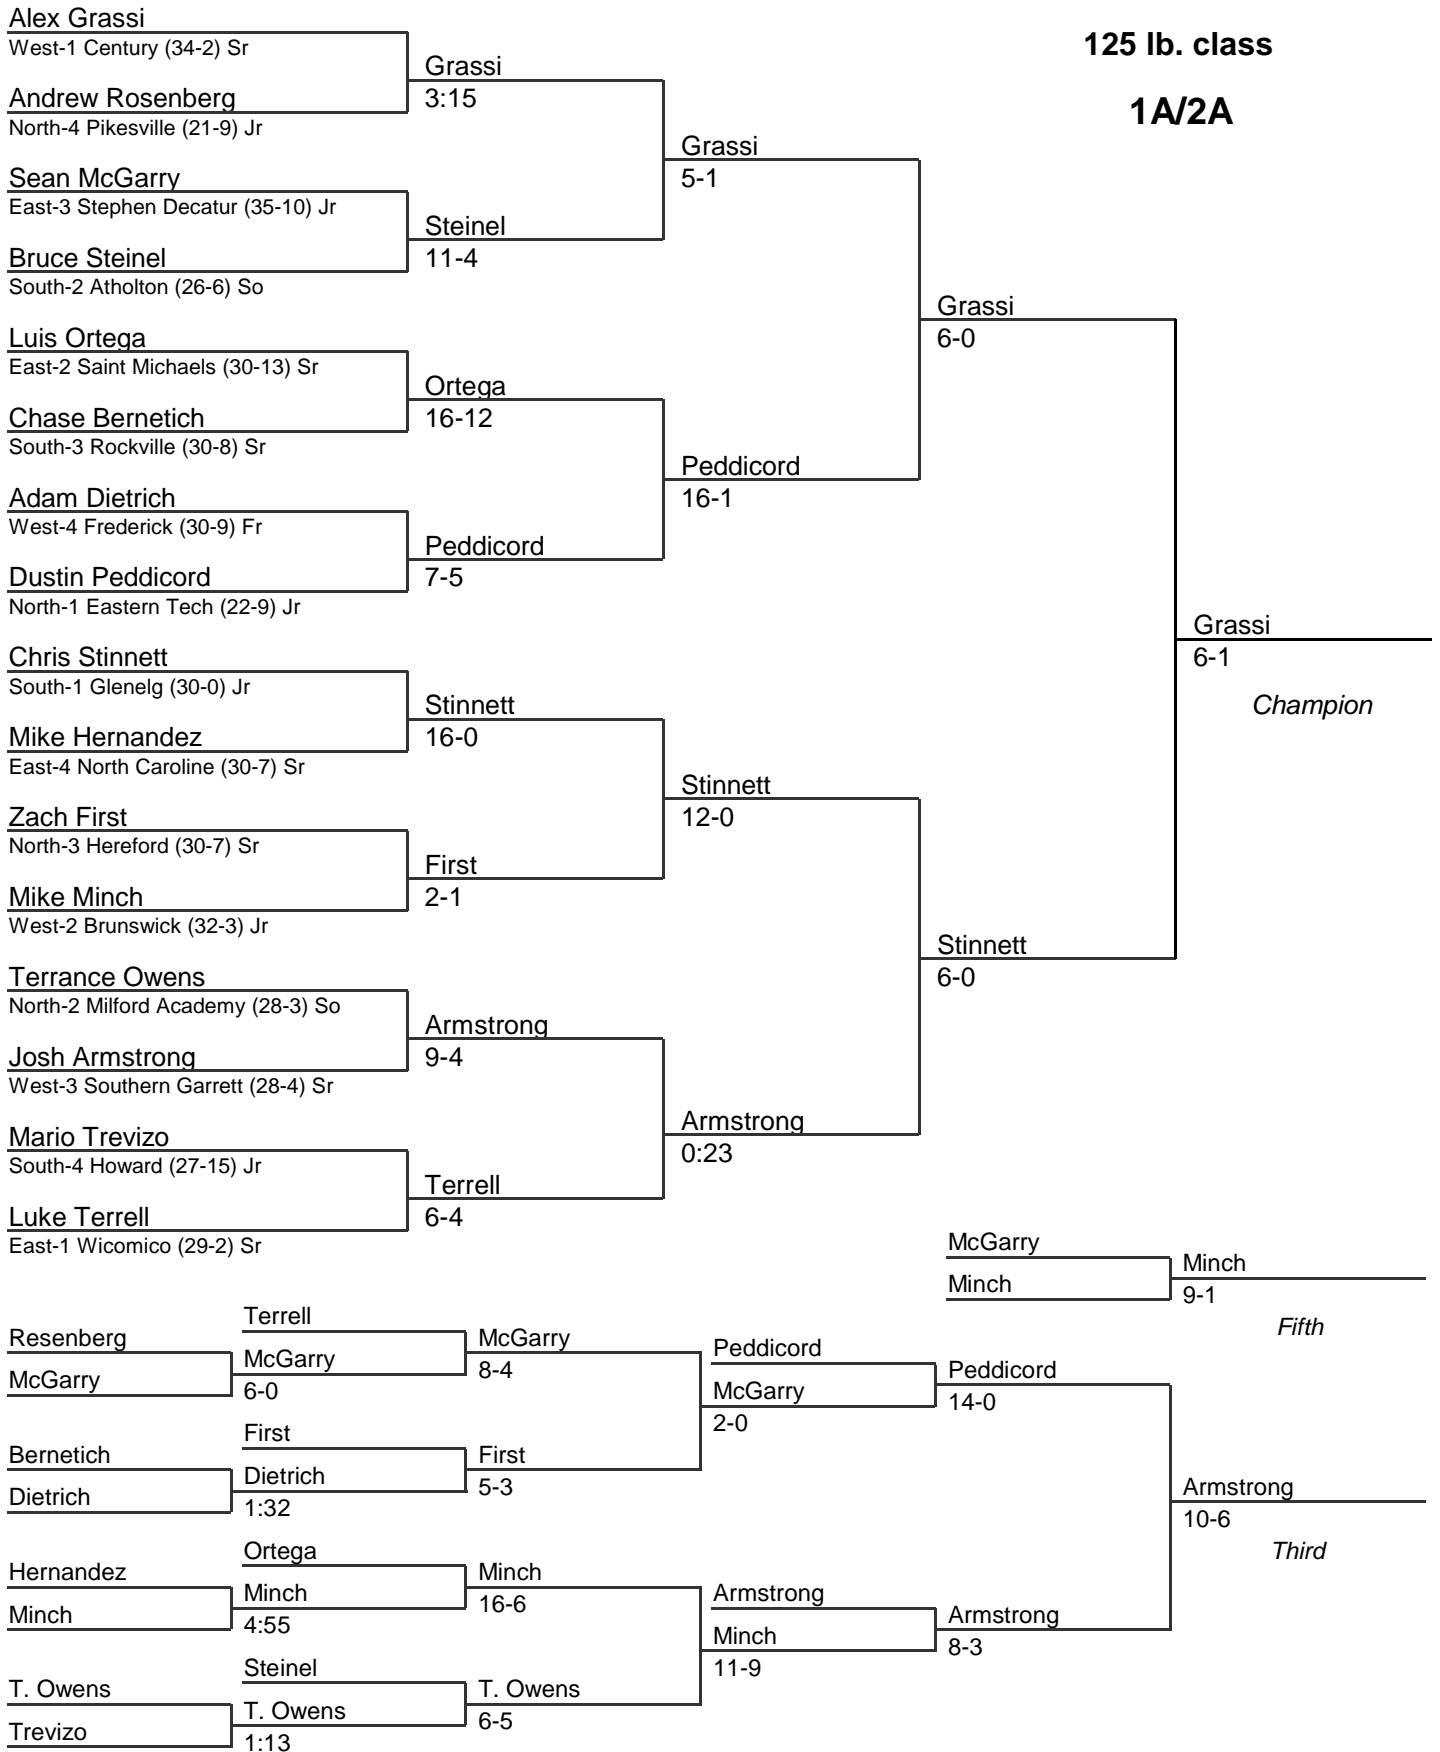 Alex Grassi
West-1 Century (34-2) Sr
125 lb. class
Grassi
3:15
Andrew Rosenberg
North-4 Pikesville (21-9) Jr
1A/2A
Grassi
5-1
Sean McGarry
East-3 Stephen Decatur (35-10) Jr
Steinel
11-4
Bruce Steinel
South-2 Atholton (26-6) So
Grassi
6-0
Luis Ortega
East-2 Saint Michaels (30-13) Sr
Ortega
16-12
Chase Bernetich
South-3 Rockville (30-8) Sr
Peddicord
16-1
Adam Dietrich
West-4 Frederick (30-9) Fr
Peddicord
7-5
Dustin Peddicord
North-1 Eastern Tech (22-9) Jr
Grassi
6-1
Champion
Chris Stinnett
South-1 Glenelg (30-0) Jr
Stinnett
16-0
Mike Hernandez
East-4 North Caroline (30-7) Sr
Stinnett
12-0
Zach First
North-3 Hereford (30-7) Sr
First
2-1
Mike Minch
West-2 Brunswick (32-3) Jr
Stinnett
6-0
Terrance Owens
North-2 Milford Academy (28-3) So
Armstrong
9-4
Josh Armstrong
West-3 Southern Garrett (28-4) Sr
Armstrong
0:23
Mario Trevizo
South-4 Howard (27-15) Jr
Terrell
6-4
Luke Terrell
East-1 Wicomico (29-2) Sr
McGarry
Minch
Minch
9-1
Fifth
Resenberg
McGarry
Terrell
McGarry
6-0
McGarry
8-4
Peddicord
McGarry
2-0
Peddicord
14-0
Bernetich
Dietrich
First
Dietrich
1:32
First
5-3
Armstrong
10-6
Third
Hernandez
Minch
Ortega
Minch
4:55
Minch
16-6
Armstrong
Minch
11-9
Armstrong
8-3
T. Owens
Trevizo
Steinel
T. Owens
1:13
T. Owens
6-5